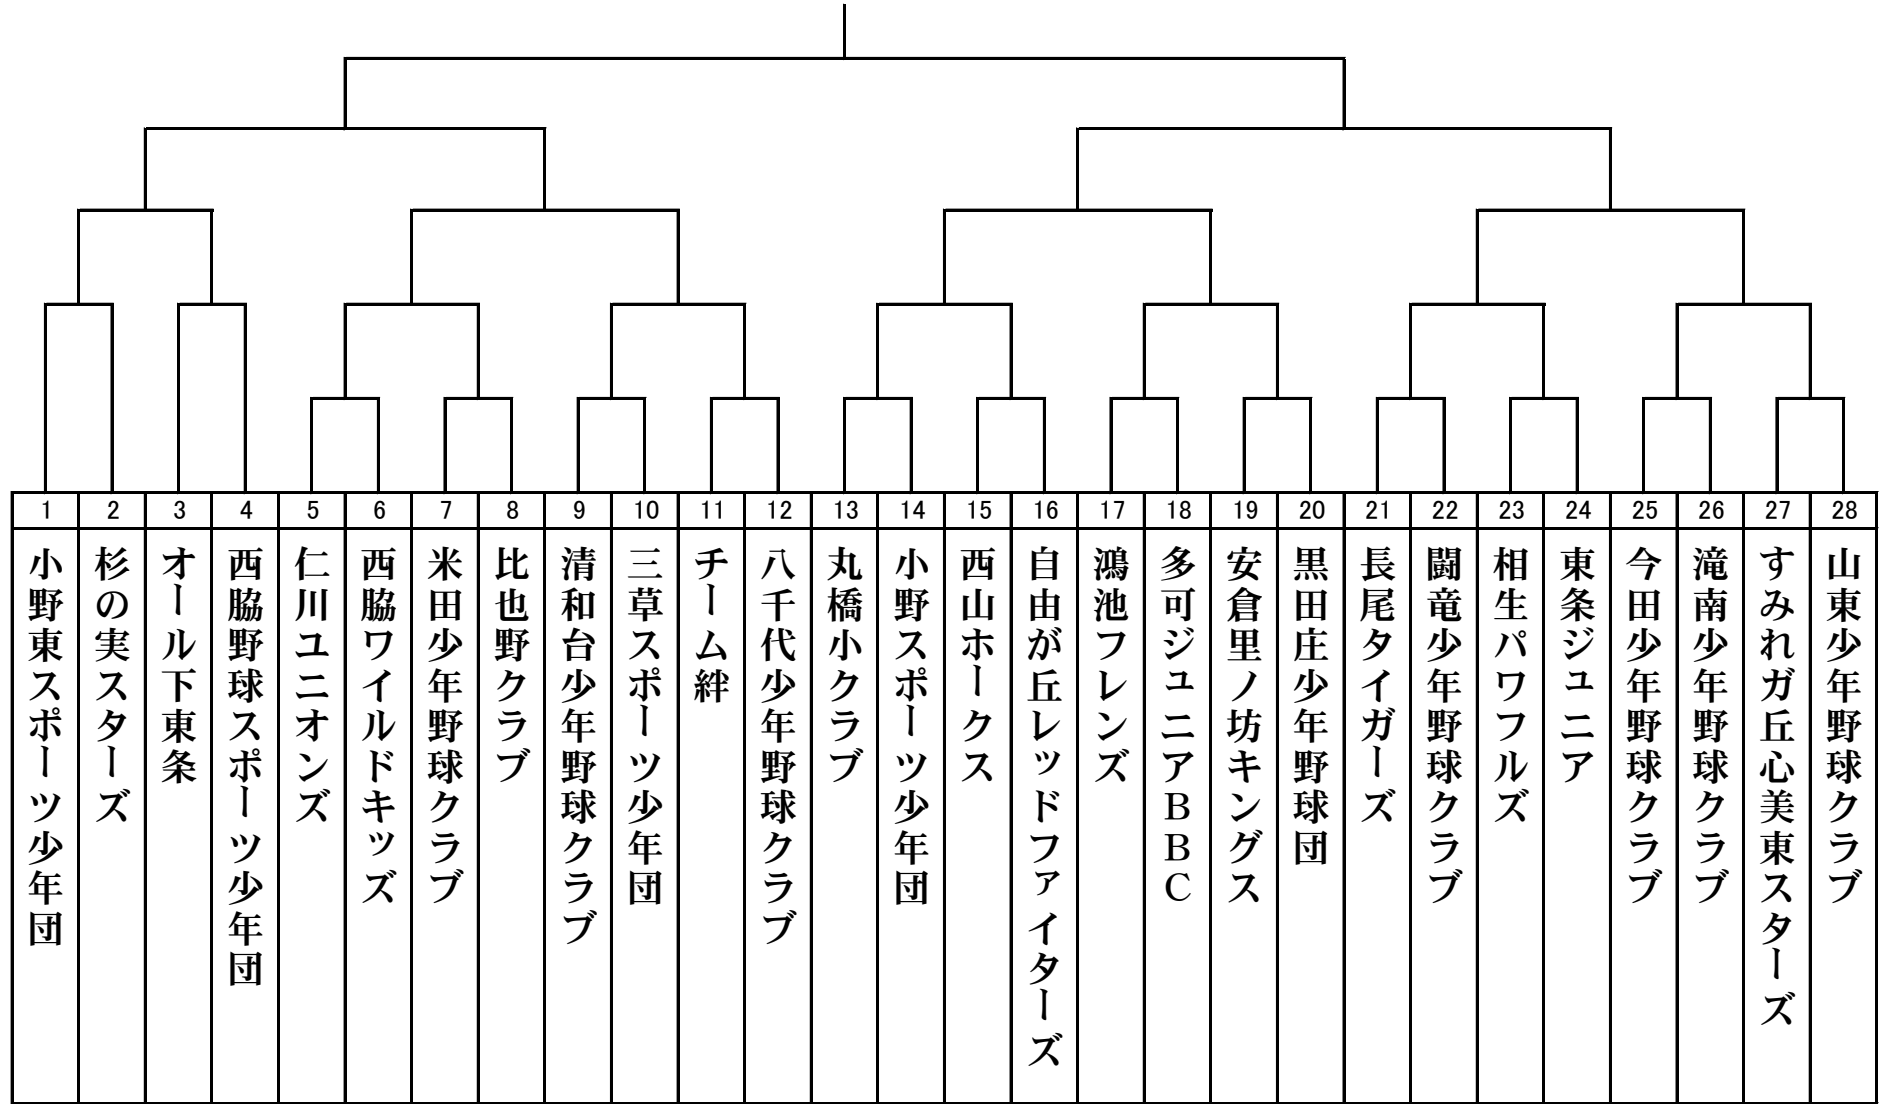 1
2
3
4
5
6
7
8
9
10
11
12
13
14
15
16
17
18
19
20
21
22
23
24
25
26
27
28
小野東スポーツ少年団
杉の実スターズ
オール下東条
西脇野球スポーツ少年団
仁川ユニオンズ
西脇ワイルドキッズ
米田少年野球クラブ
比也野クラブ
清和台少年野球クラブ
三草スポーツ少年団
チーム絆
八千代少年野球クラブ
丸橋小クラブ
小野スポーツ少年団
西山ホークス
自由が丘レッドファイターズ
鴻池フレンズ
多可ジュニアBBC
安倉里ノ坊キングス
黒田庄少年野球団
長尾タイガーズ
闘竜少年野球クラブ
相生パワフルズ
東条ジュニア
今田少年野球クラブ
滝南少年野球クラブ
すみれガ丘心美東スターズ
山東少年野球クラブ